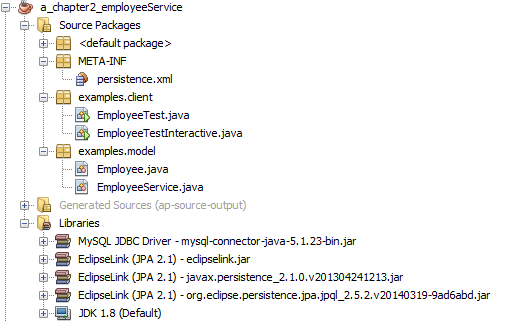 a_chapter2_employeeService
Source Packages
<default package>
META-INF
persistence.xml
examples.client
EmployeeTest.java
EmployeeTestInteractive.java
examples.model
Employee.java
EmployeeService.java
Generated Sources (ap-source-output)
Libraries
MySQL JDBC Driver - mysql-connector-java-5.1.23-bin.jar
EclipseLink (JPA 2.1) - eclipselink.jar
EclipseLink (JPA 2.1) - javax.persistence_2.1.0.v201304241213.jar
EclipseLink (JPA 2.1) - org.eclipse.persistence.jpa.jpql_2.5.2.v20140319-9ad6abd.jar
JDK 1.8 (Default)